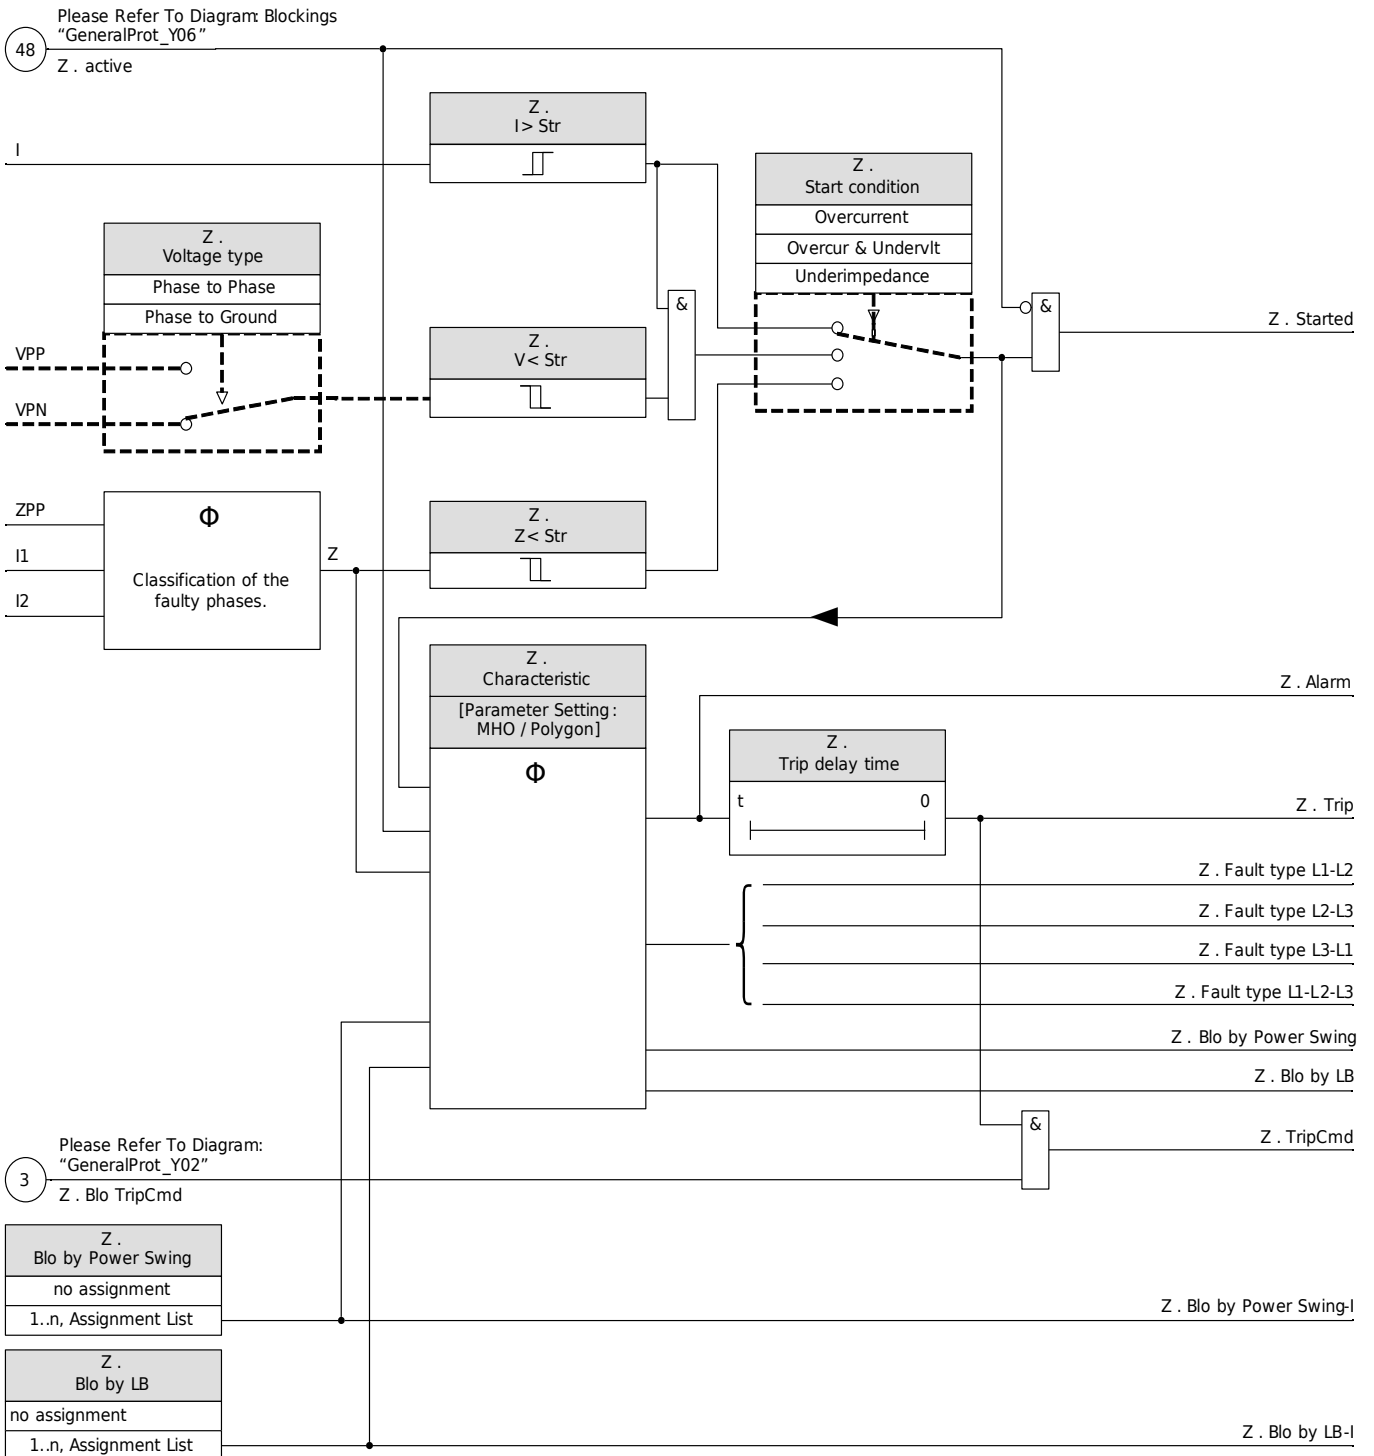 Please Refer To Diagram: Blockings
“GeneralProt_Y06”
48
Z . active
Z .
I> Str
I
Z .
Start condition
Overcurrent
Overcur & Undervlt
Underimpedance
Z .
Voltage type
Phase to Phase
Phase to Ground
&
&
Z . Started
VPP
Z .
V< Str
VPN
ZPP
I1
I2
Φ
Classification of the
faulty phases.
Z
Z .
Z< Str
Z .
Characteristic
[Parameter Setting:
MHO / Polygon]
Φ
Z . Alarm
Z .
Trip delay time
t
0
Z . Trip
Z . Fault type L1-L2
Z . Fault type L2-L3
Z . Fault type L3-L1
Z . Fault type L1-L2-L3
Z . Blo by Power Swing
Z . Blo by LB
&
Z . TripCmd
Please Refer To Diagram:
“GeneralProt_Y02”
3
Z . Blo TripCmd
Z .
Blo by Power Swing
no assignment
1..n, Assignment List
Z . Blo by Power Swing-I
Z .
Blo by LB
no assignment
1..n, Assignment List
Z . Blo by LB-I